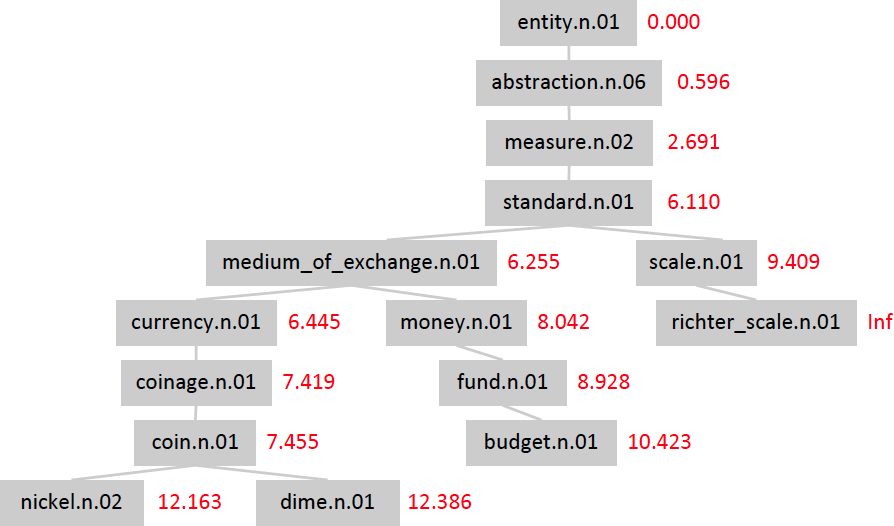 entity.n.01 0.000
abstraction.n.06 0.596
measure.n.02 2.691
standard.n.01 6.110
medium_of_exchange.n.01 6.255 scale.n.01 9.409
currency.n.01 6.445 money.n.01 8.042 richter_scale.n.01 Inf
coinage.n.01 7.419 fund.n.01 8.928
coin.n.01 7.455 budget.n.01 10.423
nickel.n.02 12.163 dime.n.01 12.386